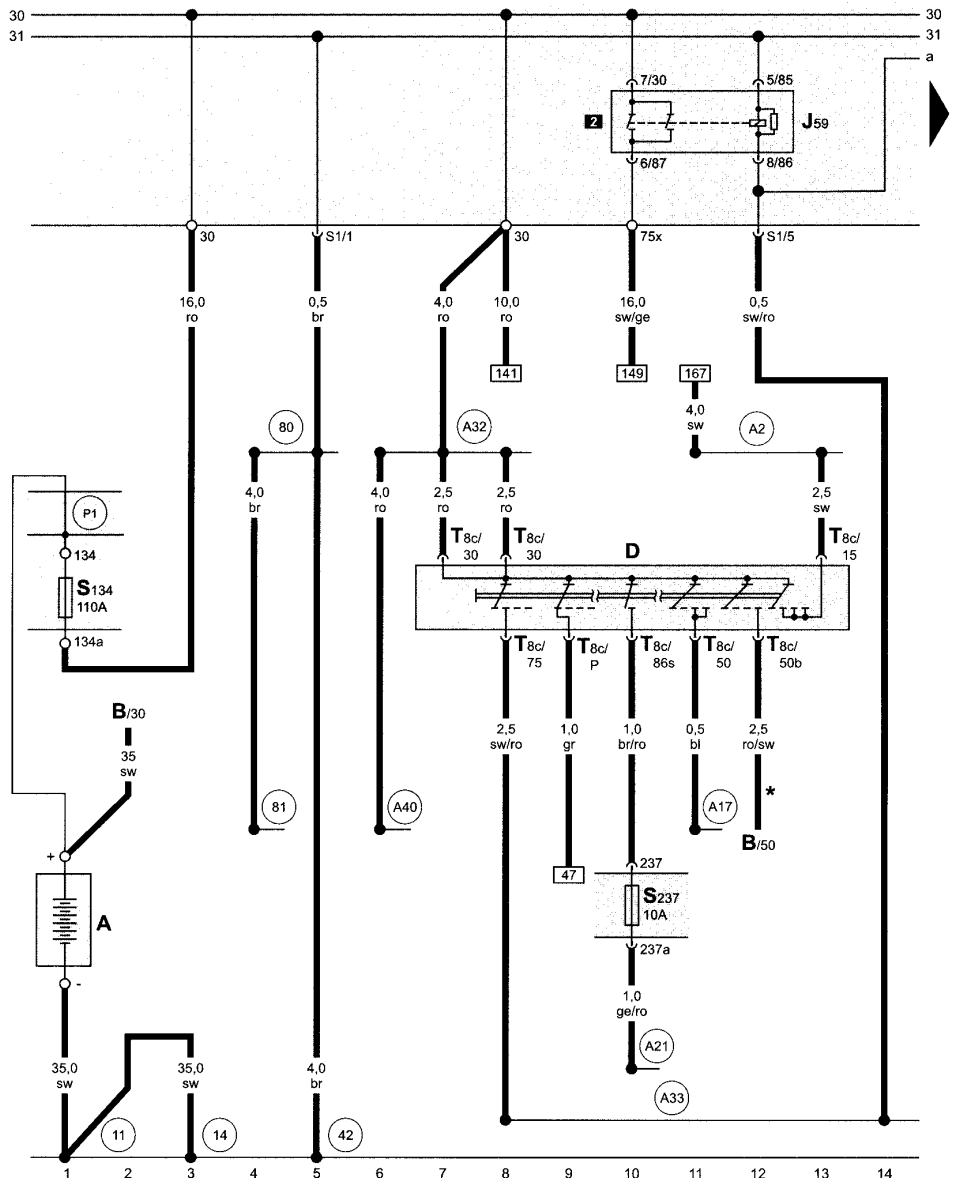 30 30
31 31
a
7/30 5/85
2 J59
6/87 8/86
30 S1/1 30 75x S1/5
16,0 0,5 4,0 10,0 16,0 0,5
ro br ro ro sw/ge sw/ro
141 149 167
4,0
sw
80 A32 A2
4,0 4,0 2,5 2,5 2,5
br ro ro ro sw
P1
T8c/ T8c/ D T8c/
30 30 15
134
S134
110A
134a
T8c/ T8c/ T8c/ T8c/ T8c/
75 P 86s 50 50b
B/30
35
sw
2,5 1,0 1,0 0,5 2,5
sw/ro gr br/ro bl ro/sw
*
81 A40 A17
B/50
+
237
47
S237
10A
A
237a
-
1,0
ge/ro
A21
35,0 35,0 4,0
sw sw br
A33
11 14 42
1 2 3 4 5 6 7 8 9 10 11 12 13 14